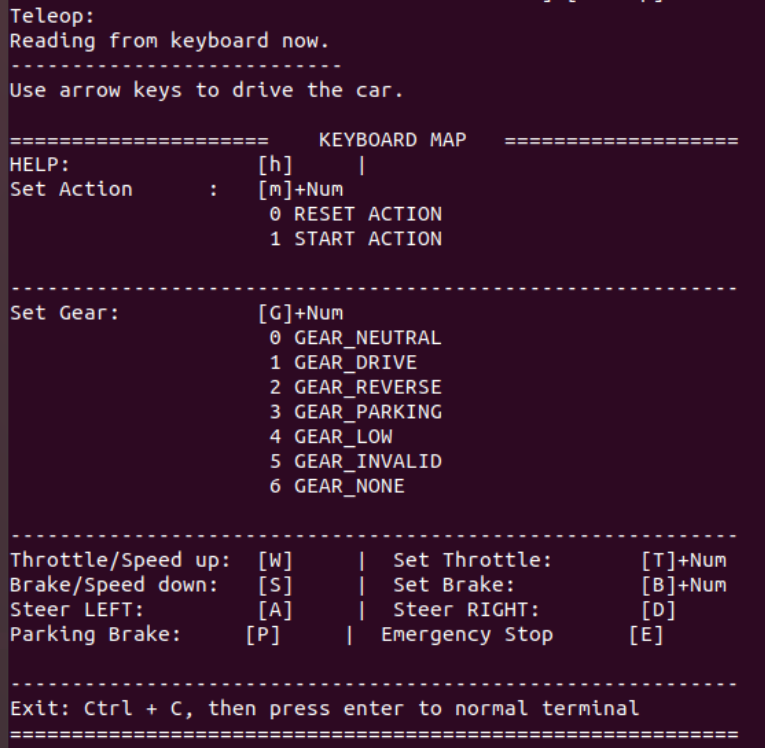 Teleop:
Reading from keyboard now.
---------------------------
Use arrow keys to drive the car.
===================== KEYBOARD MAP ===================
HELP: [h] |
Set Action : [m]+Num
0 RESET ACTION
1 START ACTION
-----------------------------------------------------------
Set Gear: [G]+Num
0 GEAR_NEUTRAL
1 GEAR_DRIVE
2 GEAR_REVERSE
3 GEAR_PARKING
4 GEAR_LOW
5 GEAR_INVALID
6 GEAR_NONE
-----------------------------------------------------------
Throttle/Speed up: [W] | Set Throttle: [T]+Num
Brake/Speed down: [S] | Set Brake: [B]+Num
Steer LEFT: [A] | Steer RIGHT: [D]
Parking Brake: [P] | Emergency Stop [E]
-----------------------------------------------------------
Exit: Ctrl + C, then press enter to normal terminal
===========================================================